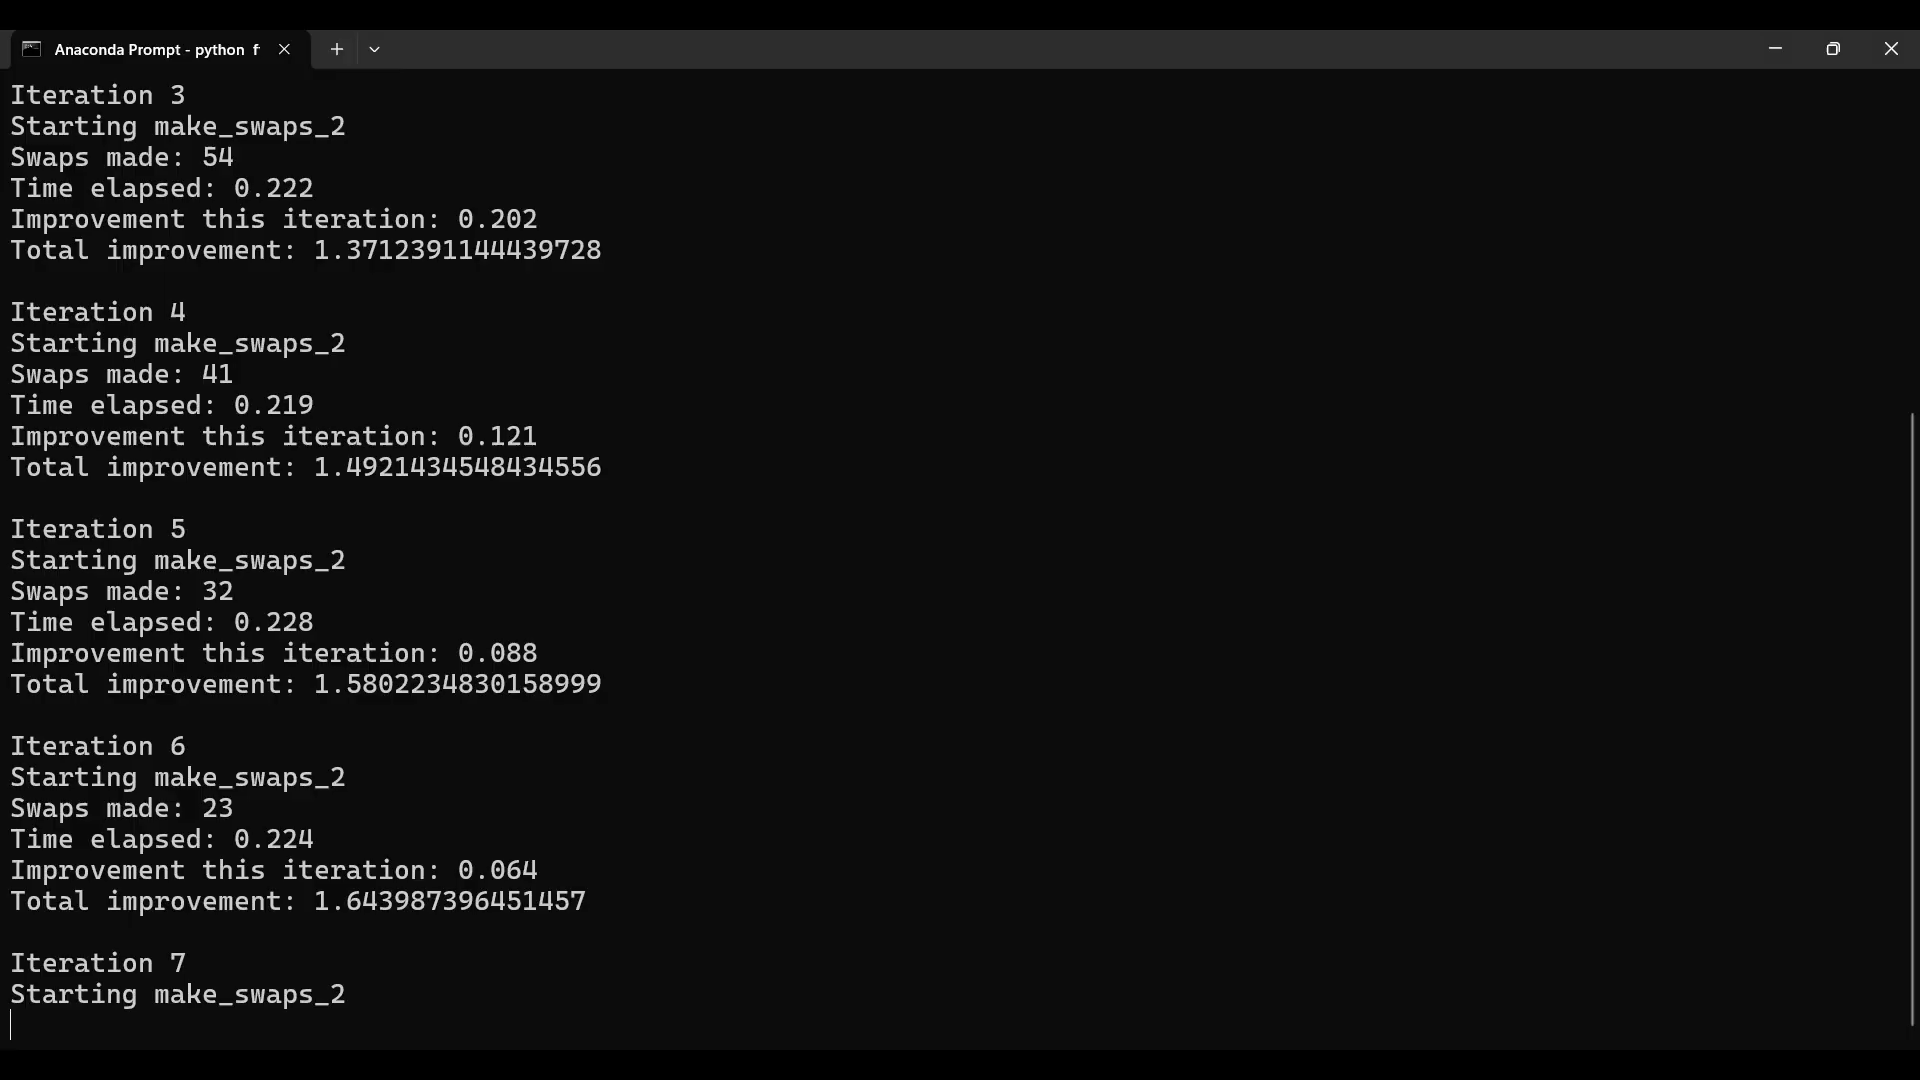 Anaconda Prompt - python f
Iteration 3
Starting make_swaps_2
Swaps made: 54
Time elapsed: 0.222
Improvement this iteration: 0.202
Total improvement: 1.3712391144439728
Iteration 4
Starting make_swaps_2
Swaps made: 41
Time elapsed: 0.219
Improvement this iteration: 0.121
Total improvement: 1.4921434548434556
Iteration 5
Starting make_swaps_2
Swaps made: 32
Time elapsed: 0.228
Improvement this iteration: 0.088
Total improvement: 1.5802234830158999
Iteration 6
Starting make_swaps_2
Swaps made: 23
Time elapsed: 0.224
Improvement this iteration: 0.064
Total improvement: 1.643987396451457
Iteration 7
Starting make_swaps_2